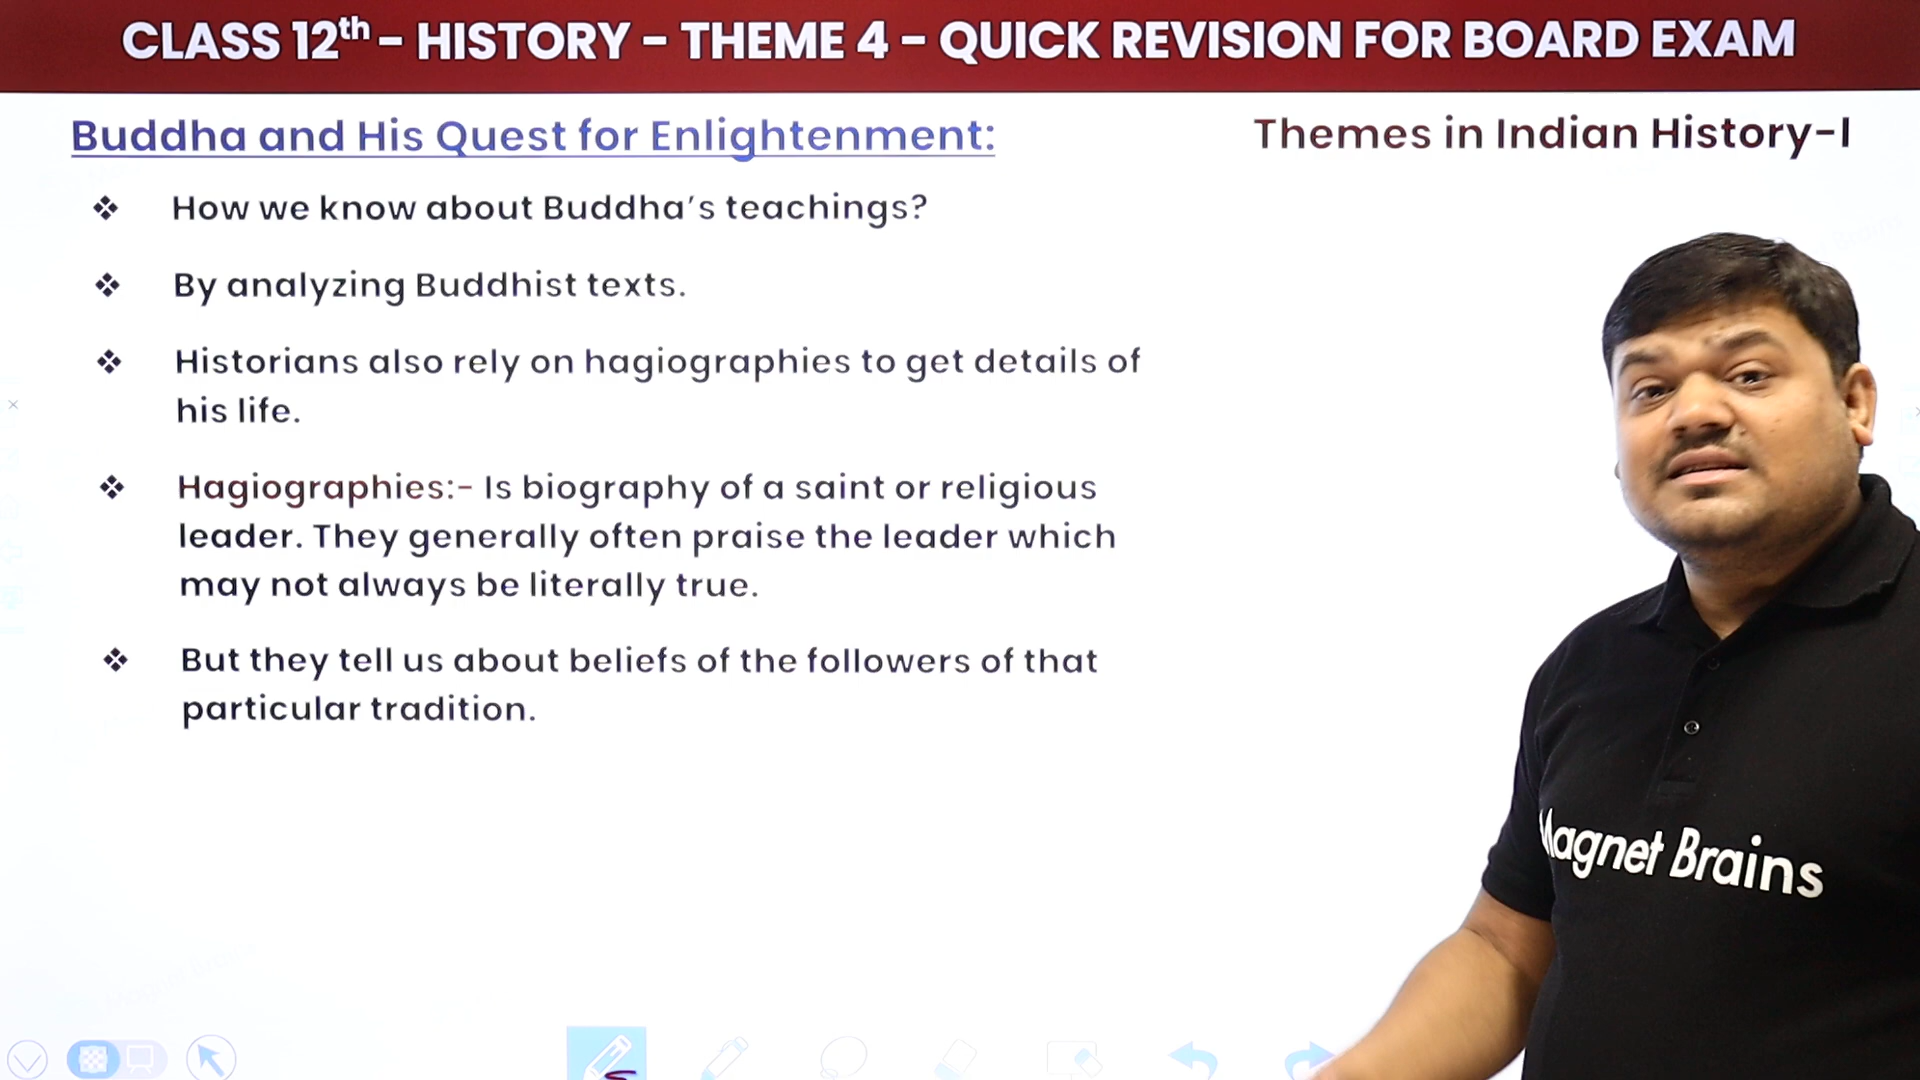 CLASS 12th - HISTORY - THEME 4 - QUICK REVISION FOR BOARD EXAM
Buddha and His Quest for Enlightenment:
Themes in Indian History-I
❖ How we know about Buddha's teachings?
❖ By analyzing Buddhist texts.
❖ Historians also rely on hagiographies to get details of
his life.
❖ Hagiographies:- Is biography of a saint or religious
leader. They generally often praise the leader which
may not always be literally true.
❖ But they tell us about beliefs of the followers of that
particular tradition.
Magnet Brains